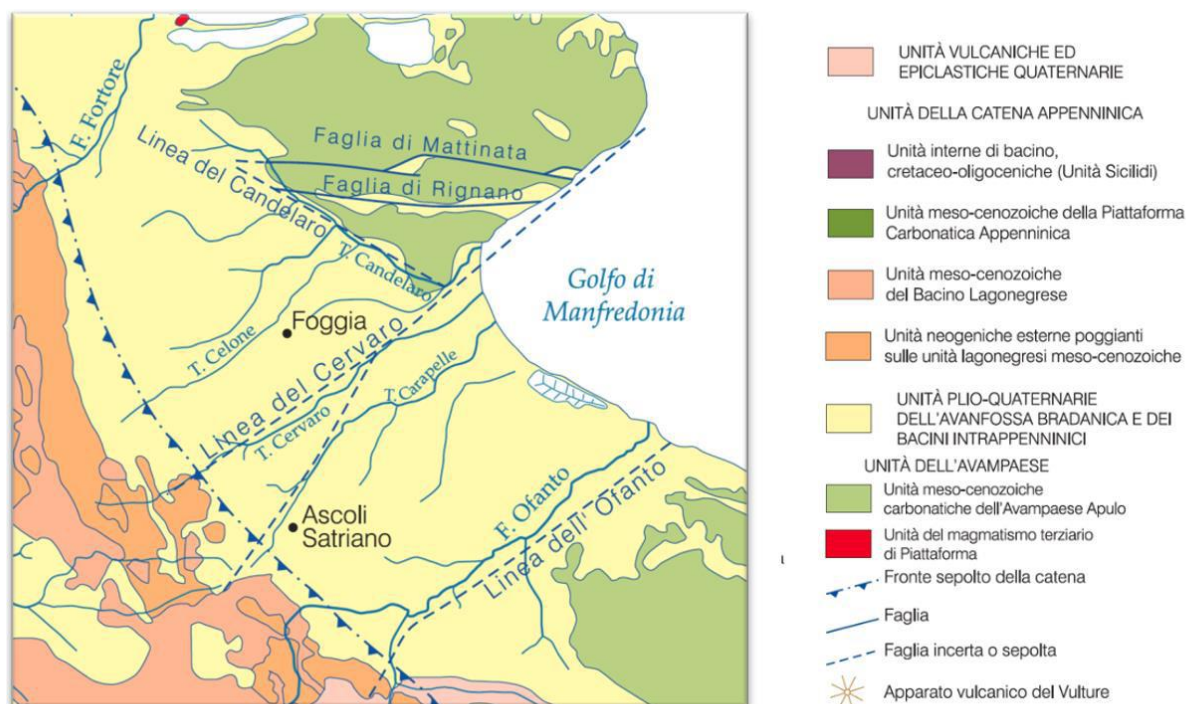 F. Fortore
Linea del Candelaro
Faglia di Mattinata
Faglia di Rignano
T. Candelaro
Golfo di
Manfredonia
Foggia
T. Celone
Linea del Cervaro
T. Carapelle
T. Cervaro
Ascoli
Satriano
F. Ofanto
Linea dell'Ofanto
UNITÀ VULCANICHE ED
EPICLASTICHE QUATERNARIE
UNITÀ DELLA CATENA APPENNINICA
Unità interne di bacino,
cretaceo-oligoceniche (Unità Sicilidi)
Unità meso-cenozoiche della Piattaforma
Carbonatica Appenninica
Unità meso-cenozoiche
del Bacino Lagonegrese
Unità neogeniche esterne poggianti
sulle unità lagonegresi meso-cenozoiche
UNITÀ PLIO-QUATERNARIE
DELL'AVANFOSSA BRADANICA E DEI
BACINI INTRAPPENNINICI
UNITÀ DELL'AVAMPAESE
Unità meso-cenozoiche
carbonatiche dell'Avampaese Apulo
Unità del magmatismo terziario
di Piattaforma
Fronte sepolto della catena
Faglia
Faglia incerta o sepolta
Apparato vulcanico del Vulture